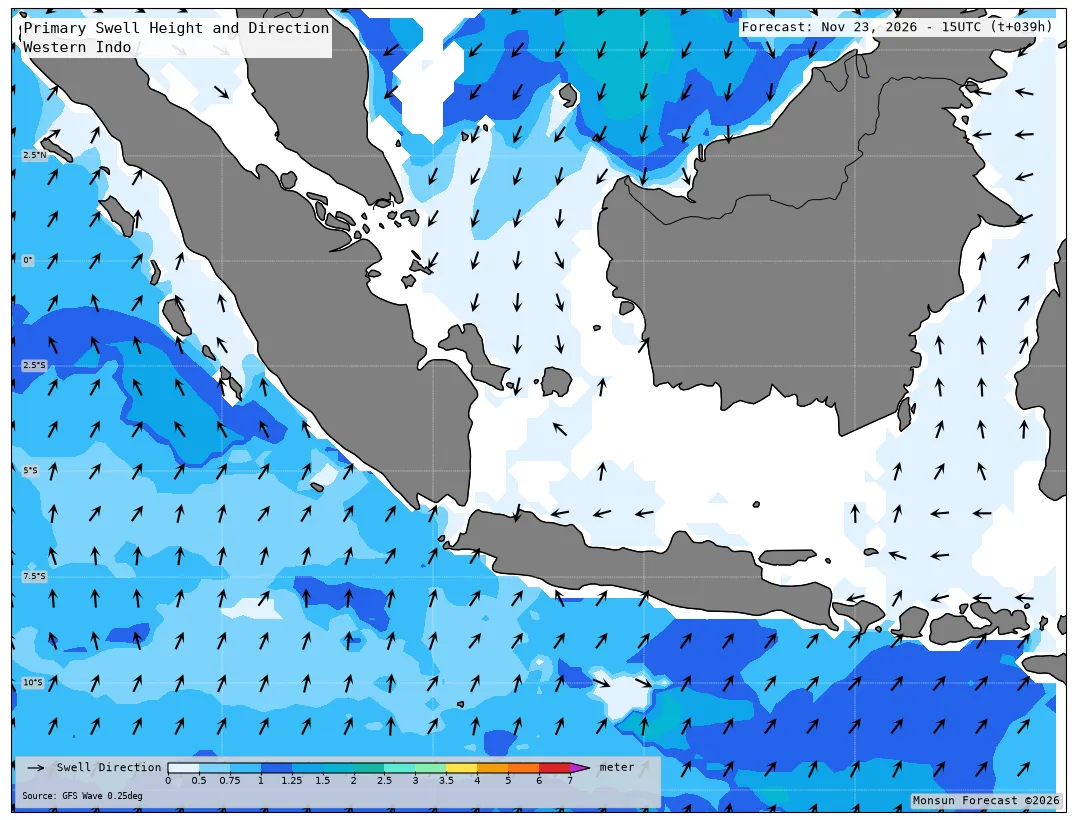 Primary Swell Height and Direction
Western Indo
Forecast: Nov 23, 2026 - 15UTC (t+039h)
2.5°N
0°
2.5°S
5°S
7.5°S
10°S
Swell Direction
meter
0 0.5 0.75 1 1.25 1.5 2 2.5 3 3.5 4 5 6 7
Source: GFS Wave 0.25deg
Monsun Forecast ©2026